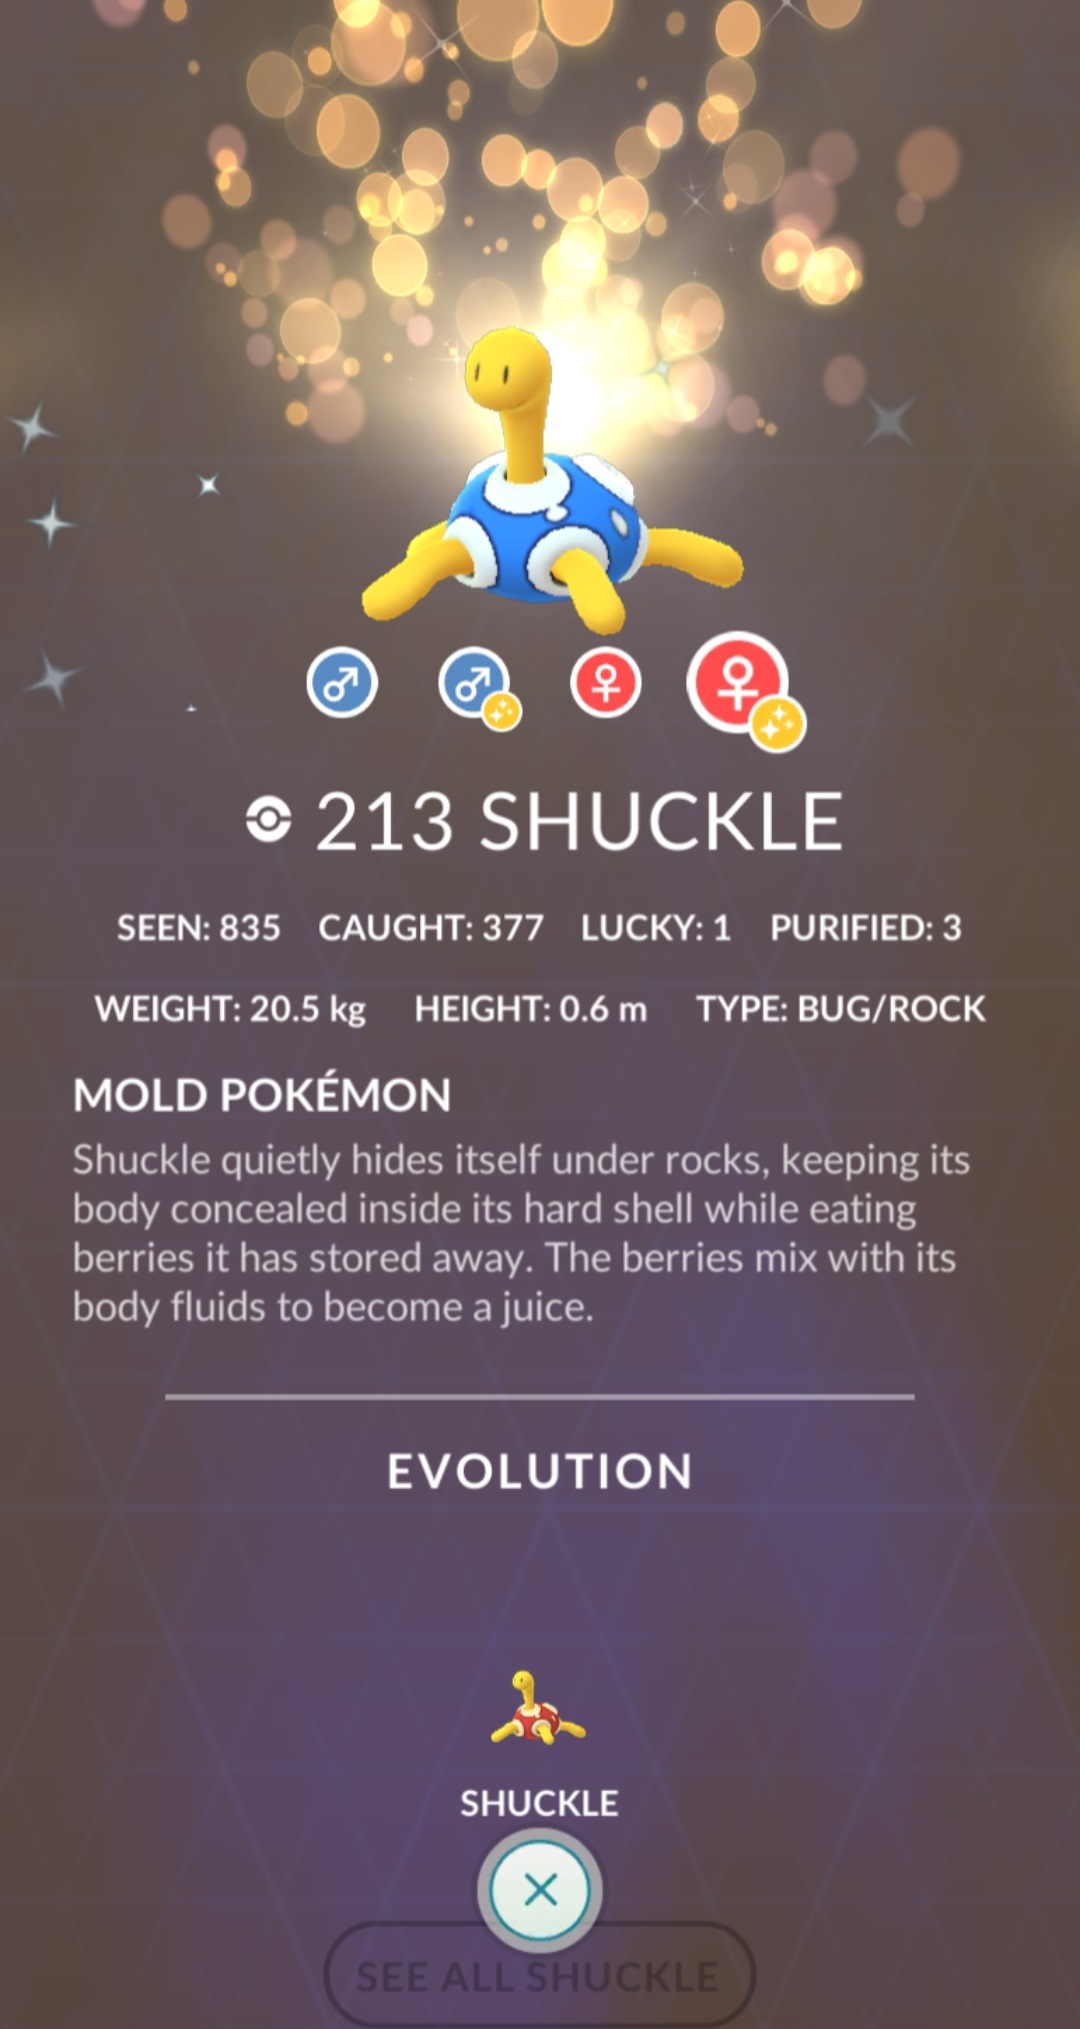 213 SHUCKLE
SEEN: 835 CAUGHT: 377 LUCKY: 1 PURIFIED: 3
WEIGHT: 20.5 kg HEIGHT: 0.6 m TYPE: BUG/ROCK
MOLD POKÉMON
Shuckle quietly hides itself under rocks, keeping its
body concealed inside its hard shell while eating
berries it has stored away. The berries mix with its
body fluids to become a juice.
EVOLUTION
SHUCKLE
SEE ALL SHUCKLE